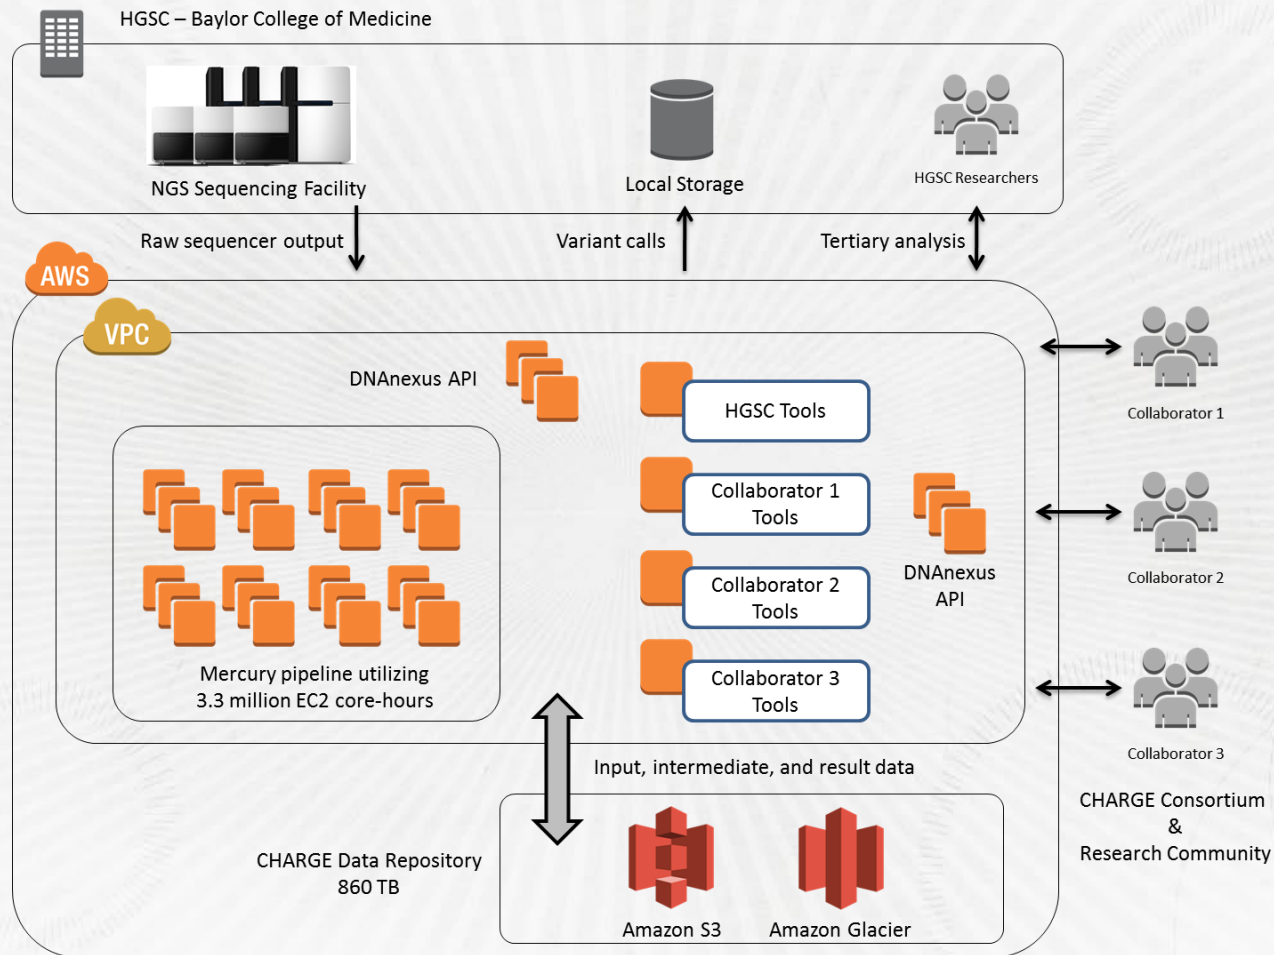 HGSC – Baylor College of Medicine
NGS Sequencing Facility
Local Storage
HGSC Researchers
Raw sequencer output
Variant calls
Tertiary analysis
AWS
VPC
DNAnexus API
HGSC Tools
Collaborator 1
Tools
Collaborator 2
Tools
Collaborator 3
Tools
DNAnexus
API
Mercury pipeline utilizing
3.3 million EC2 core-hours
Collaborator 1
Collaborator 2
Collaborator 3
CHARGE Consortium
&
Research Community
Input, intermediate, and result data
CHARGE Data Repository
860 TB
Amazon S3
Amazon Glacier